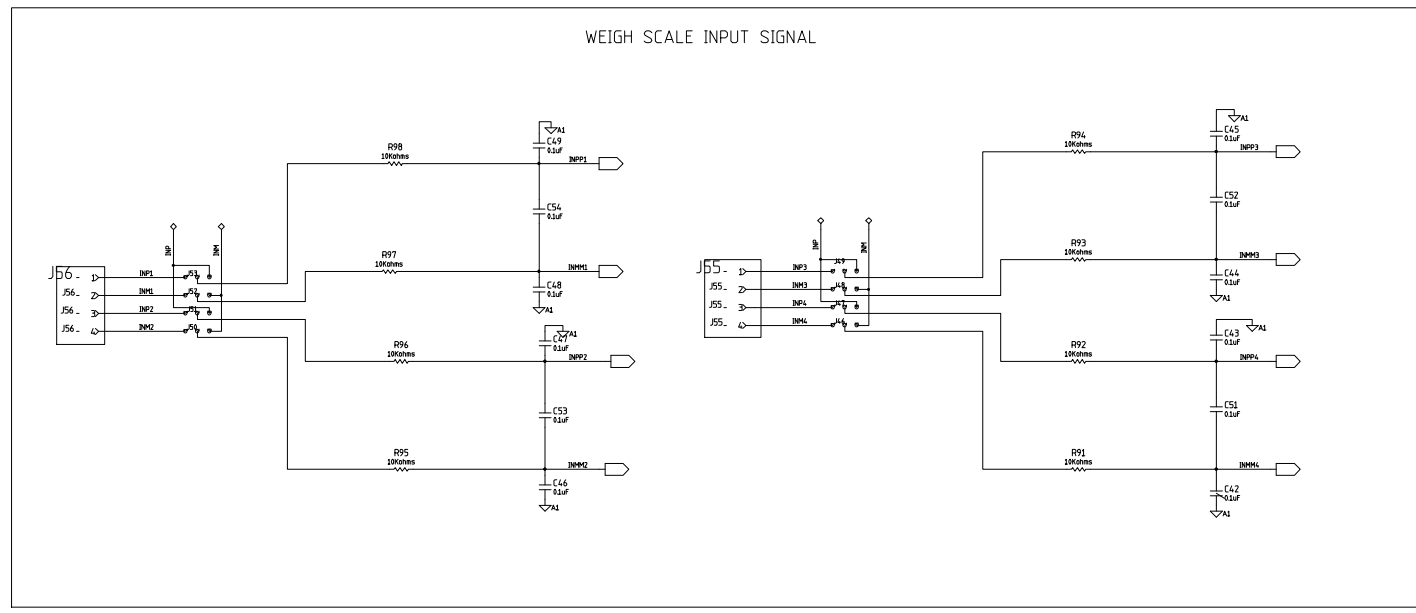 WEIGH SCALE INPUT SIGNAL
A1
C49
0.1uF
R98
10Kohms
INPP1
C54
0.1uF
INP
INM
R97
10Kohms
INMM1
C48
0.1uF
A1
J56 - 1
INP1
J53
J56 - 2
INM1
J52
J56 - 3
INP2
J51
J56 - 4
INM2
J50
A1
C47
0.1uF
R96
10Kohms
INPP2
C53
0.1uF
R95
10Kohms
INMM2
C46
0.1uF
A1
A1
C45
0.1uF
R94
10Kohms
INPP3
C52
0.1uF
INP
INM
R93
10Kohms
INMM3
C44
0.1uF
A1
J55 - 1
INP3
J49
J55 - 2
INM3
J48
J55 - 3
INP4
J47
J55 - 4
INM4
J46
A1
C43
0.1uF
R92
10Kohms
INPP4
C51
0.1uF
R91
10Kohms
INMM4
C42
0.1uF
A1